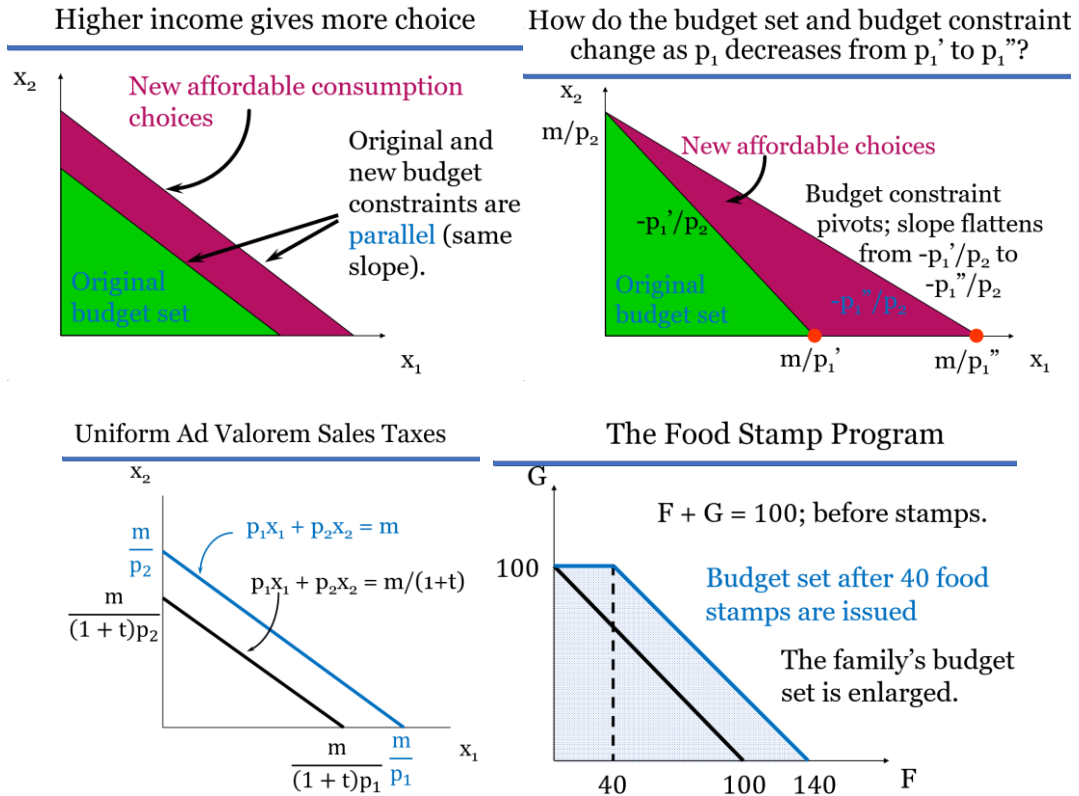 Higher income gives more choice
x₂
New affordable consumption
choices
Original and
new budget
constraints are
parallel (same
slope).
Original
budget set
x₁
How do the budget set and budget constraint
change as p₁ decreases from p₁’ to p₁”?
x₂
m/p₂
New affordable choices
Budget constraint
pivots; slope flattens
from -p₁’/p₂ to
-p₁”/p₂
-p₁’/p₂
Original
budget set
-p₁”/p₂
m/p₁’
m/p₁”
x₁
Uniform Ad Valorem Sales Taxes
x₂
m/p₂
p₁x₁ + p₂x₂ = m
p₁x₁ + p₂x₂ = m/(1+t)
m/(1 + t)p₂
m/(1 + t)p₁
m/p₁
x₁
The Food Stamp Program
G
F + G = 100; before stamps.
100
Budget set after 40 food
stamps are issued
The family’s budget
set is enlarged.
40
100
140
F